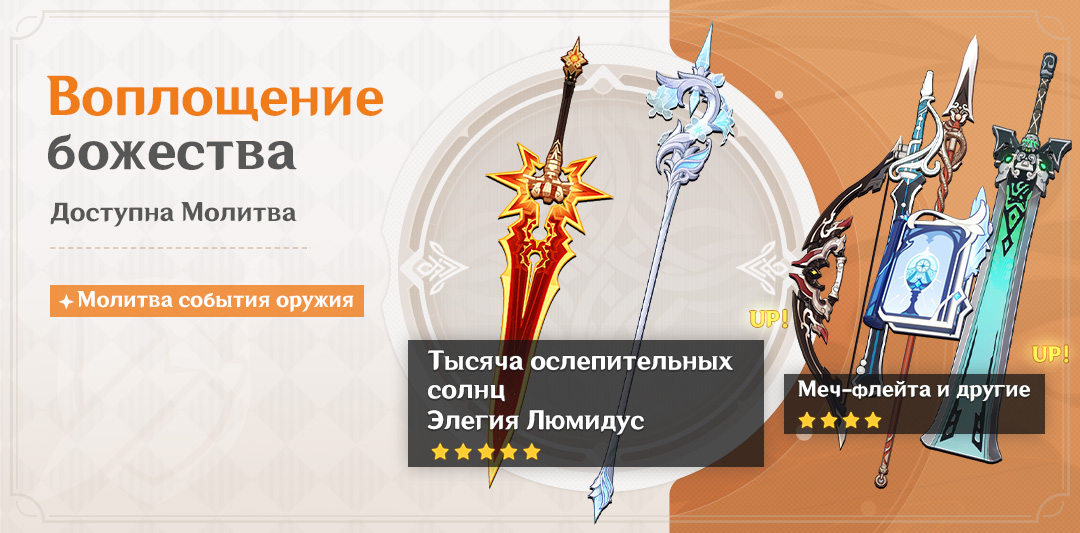 Воплощение
божества
Доступна Молитва
Молитва события оружия
UP!
UP!
Тысяча ослепительных
солнц
Элегия Люмидус
Меч-флейта и другие